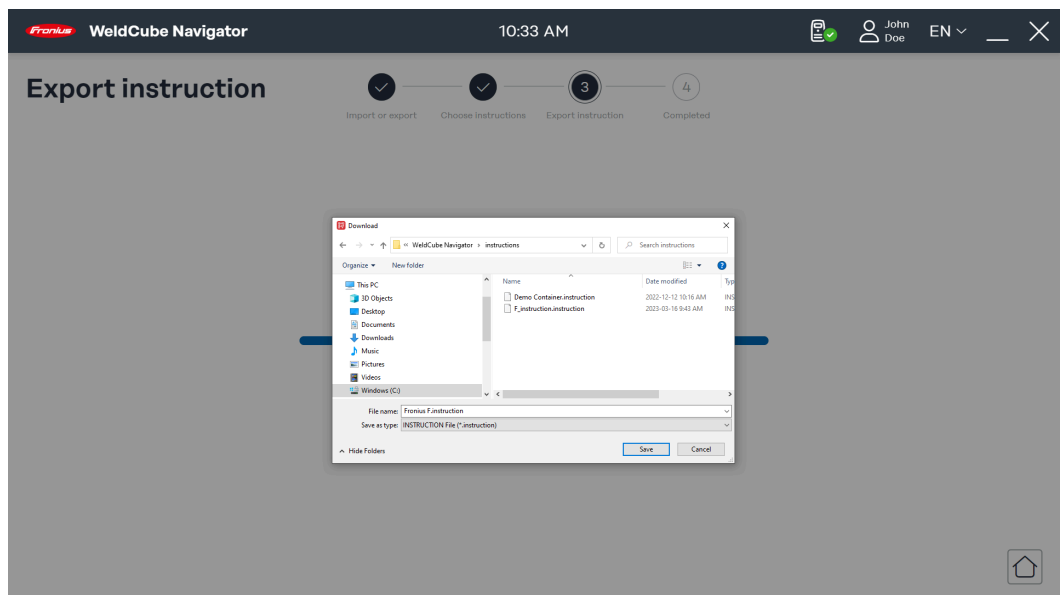 Fronius WeldCube Navigator 10:33 AM John Doe EN
Export instruction
3 4
Import or export Choose instructions Export instruction Completed
Download
« WeldCube Navigator › instructions Search instructions
Organize New folder
Name Date modified Typ
This PC
3D Objects Demo Container.instruction 2022-12-12 10:16 AM INS
Desktop F_instruction.instruction 2023-03-16 9:43 AM INS
Documents
Downloads
Music
Pictures
Videos
Windows (C:)
File name: Fronius F.instruction
Save as type: INSTRUCTION File (*.instruction)
Hide Folders Save Cancel